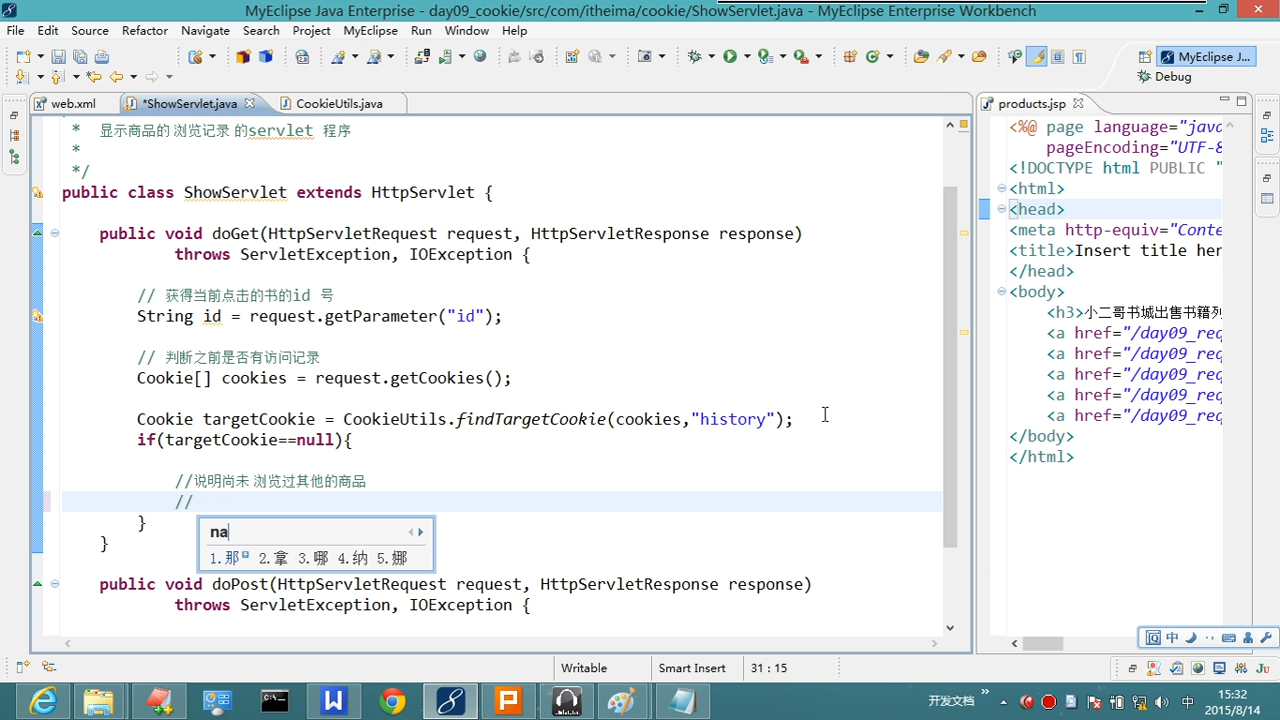 MyEclipse Java Enterprise - day09_cookie/src/com/itheima/cookie/ShowServlet.java - MyEclipse Enterprise Workbench
File Edit Source Refactor Navigate Search Project MyEclipse Run Window Help
MyEclipse J...
Debug
web.xml *ShowServlet.java CookieUtils.java
* 显示商品的 浏览记录 的servlet 程序
*
*/
public class ShowServlet extends HttpServlet {
public void doGet(HttpServletRequest request, HttpServletResponse response)
throws ServletException, IOException {
// 获得当前点击的书的id 号
String id = request.getParameter("id");
// 判断之前是否有访问记录
Cookie[] cookies = request.getCookies();
Cookie targetCookie = CookieUtils.findTargetCookie(cookies,"history");
if(targetCookie==null){
//说明尚未 浏览过其他的商品
//
na
1.那 2.拿 3.哪 4.纳 5.娜
}
}
public void doPost(HttpServletRequest request, HttpServletResponse response)
throws ServletException, IOException {
products.jsp
<%@ page language="java
pageEncoding="UTF-8
<!DOCTYPE html PUBLIC "
<html>
<head>
<meta http-equiv="Conte
<title>Insert title her
</head>
<body>
<h3>小二哥书城出售书籍列
<a href="/day09_req
<a href="/day09_req
<a href="/day09_req
<a href="/day09_req
<a href="/day09_req
</body>
</html>
中
Writable Smart Insert 31 : 15
开发文档 » 中 15:32
2015/8/14